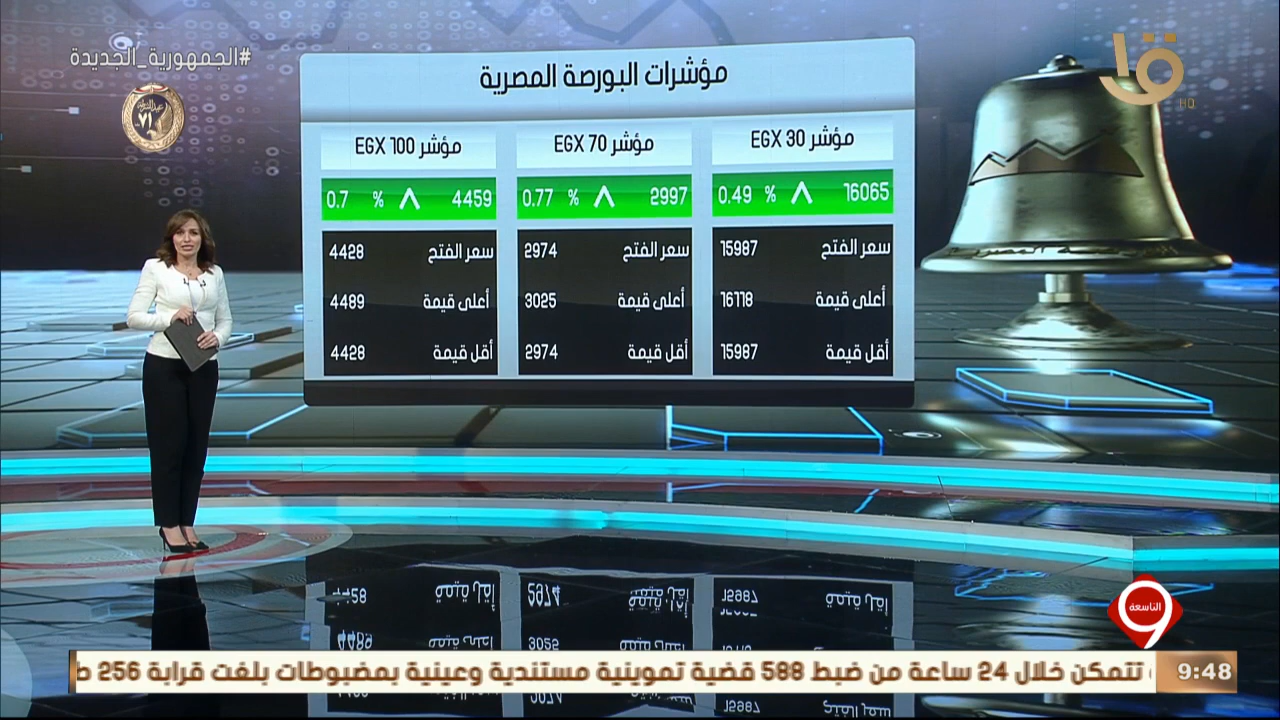 #الجمهورية_الجديدة
HD
مؤشرات البورصة المصرية
مؤشر EGX 30
16065 % 0.49
سعر الفتح 15987
أعلى قيمة 16118
أقل قيمة 15987
مؤشر EGX 70
2997 % 0.77
سعر الفتح 2974
أعلى قيمة 3025
أقل قيمة 2974
مؤشر EGX 100
4459 % 0.7
سعر الفتح 4428
أعلى قيمة 4489
أقل قيمة 4428
التاسعة
9:48
تتمكن خلال 24 ساعة من ضبط 588 قضية تموينية مستندية وعينية بمضبوطات بلغت قرابة 256